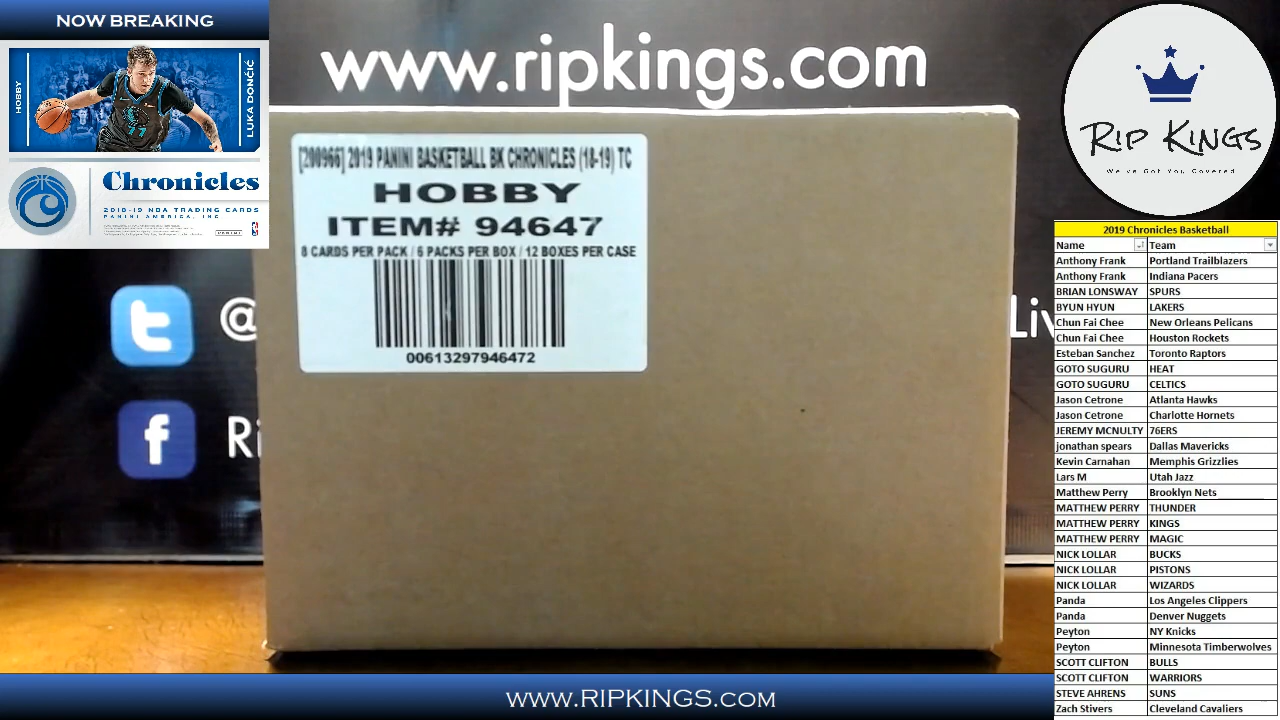 NOW BREAKING
HOBBY
LUKA DONČIĆ
77
Chronicles
2018-19 NBA TRADING CARDS
PANINI AMERICA, INC.
PANINI
www.ripkings.com
[200966] 2019 PANINI BASKETBALL BK CHRONICLES (18-19) TC
HOBBY
ITEM# 94647
8 CARDS PER PACK / 6 PACKS PER BOX / 12 BOXES PER CASE
00613297946472
t @
f Ri
Liv
RIP KINGS
We've Got You Covered
2019 Chronicles Basketball
Name Team
Anthony Frank Portland Trailblazers
Anthony Frank Indiana Pacers
BRIAN LONSWAY SPURS
BYUN HYUN LAKERS
Chun Fai Chee New Orleans Pelicans
Chun Fai Chee Houston Rockets
Esteban Sanchez Toronto Raptors
GOTO SUGURU HEAT
GOTO SUGURU CELTICS
Jason Cetrone Atlanta Hawks
Jason Cetrone Charlotte Hornets
JEREMY MCNULTY 76ERS
jonathan spears Dallas Mavericks
Kevin Carnahan Memphis Grizzlies
Lars M Utah Jazz
Matthew Perry Brooklyn Nets
MATTHEW PERRY THUNDER
MATTHEW PERRY KINGS
MATTHEW PERRY MAGIC
NICK LOLLAR BUCKS
NICK LOLLAR PISTONS
NICK LOLLAR WIZARDS
Panda Los Angeles Clippers
Panda Denver Nuggets
Peyton NY Knicks
Peyton Minnesota Timberwolves
SCOTT CLIFTON BULLS
SCOTT CLIFTON WARRIORS
STEVE AHRENS SUNS
Zach Stivers Cleveland Cavaliers
WWW.RIPKINGS.COM